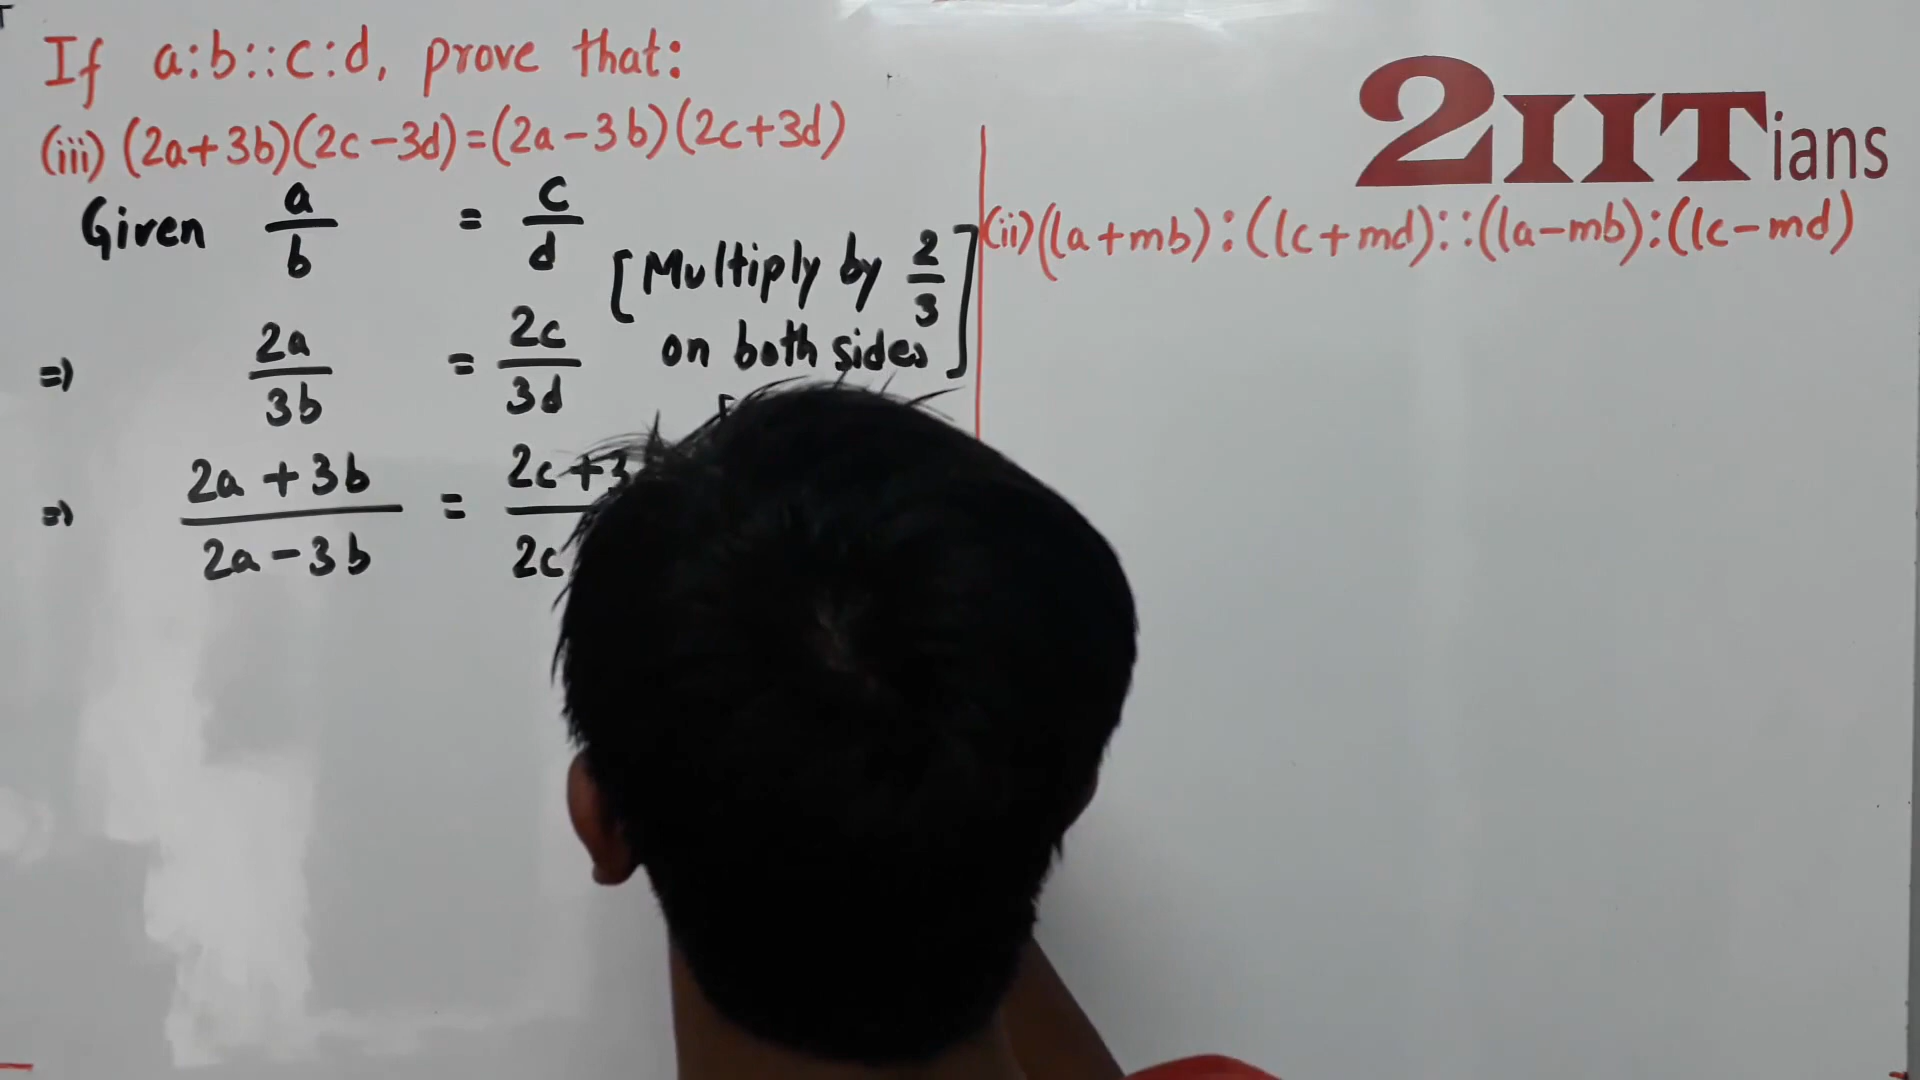 If a:b::c:d, prove that:
(iii) (2a+3b)(2c-3d)=(2a-3b)(2c+3d)
Given a/b = c/d
[Multiply by 2/3 on both sides]
=> 2a/3b = 2c/3d
=> 2a+3b/2a-3b = 2c+3/2c
2IITians
(ii)(la+mb):(lc+md)::(la-mb):(lc-md)